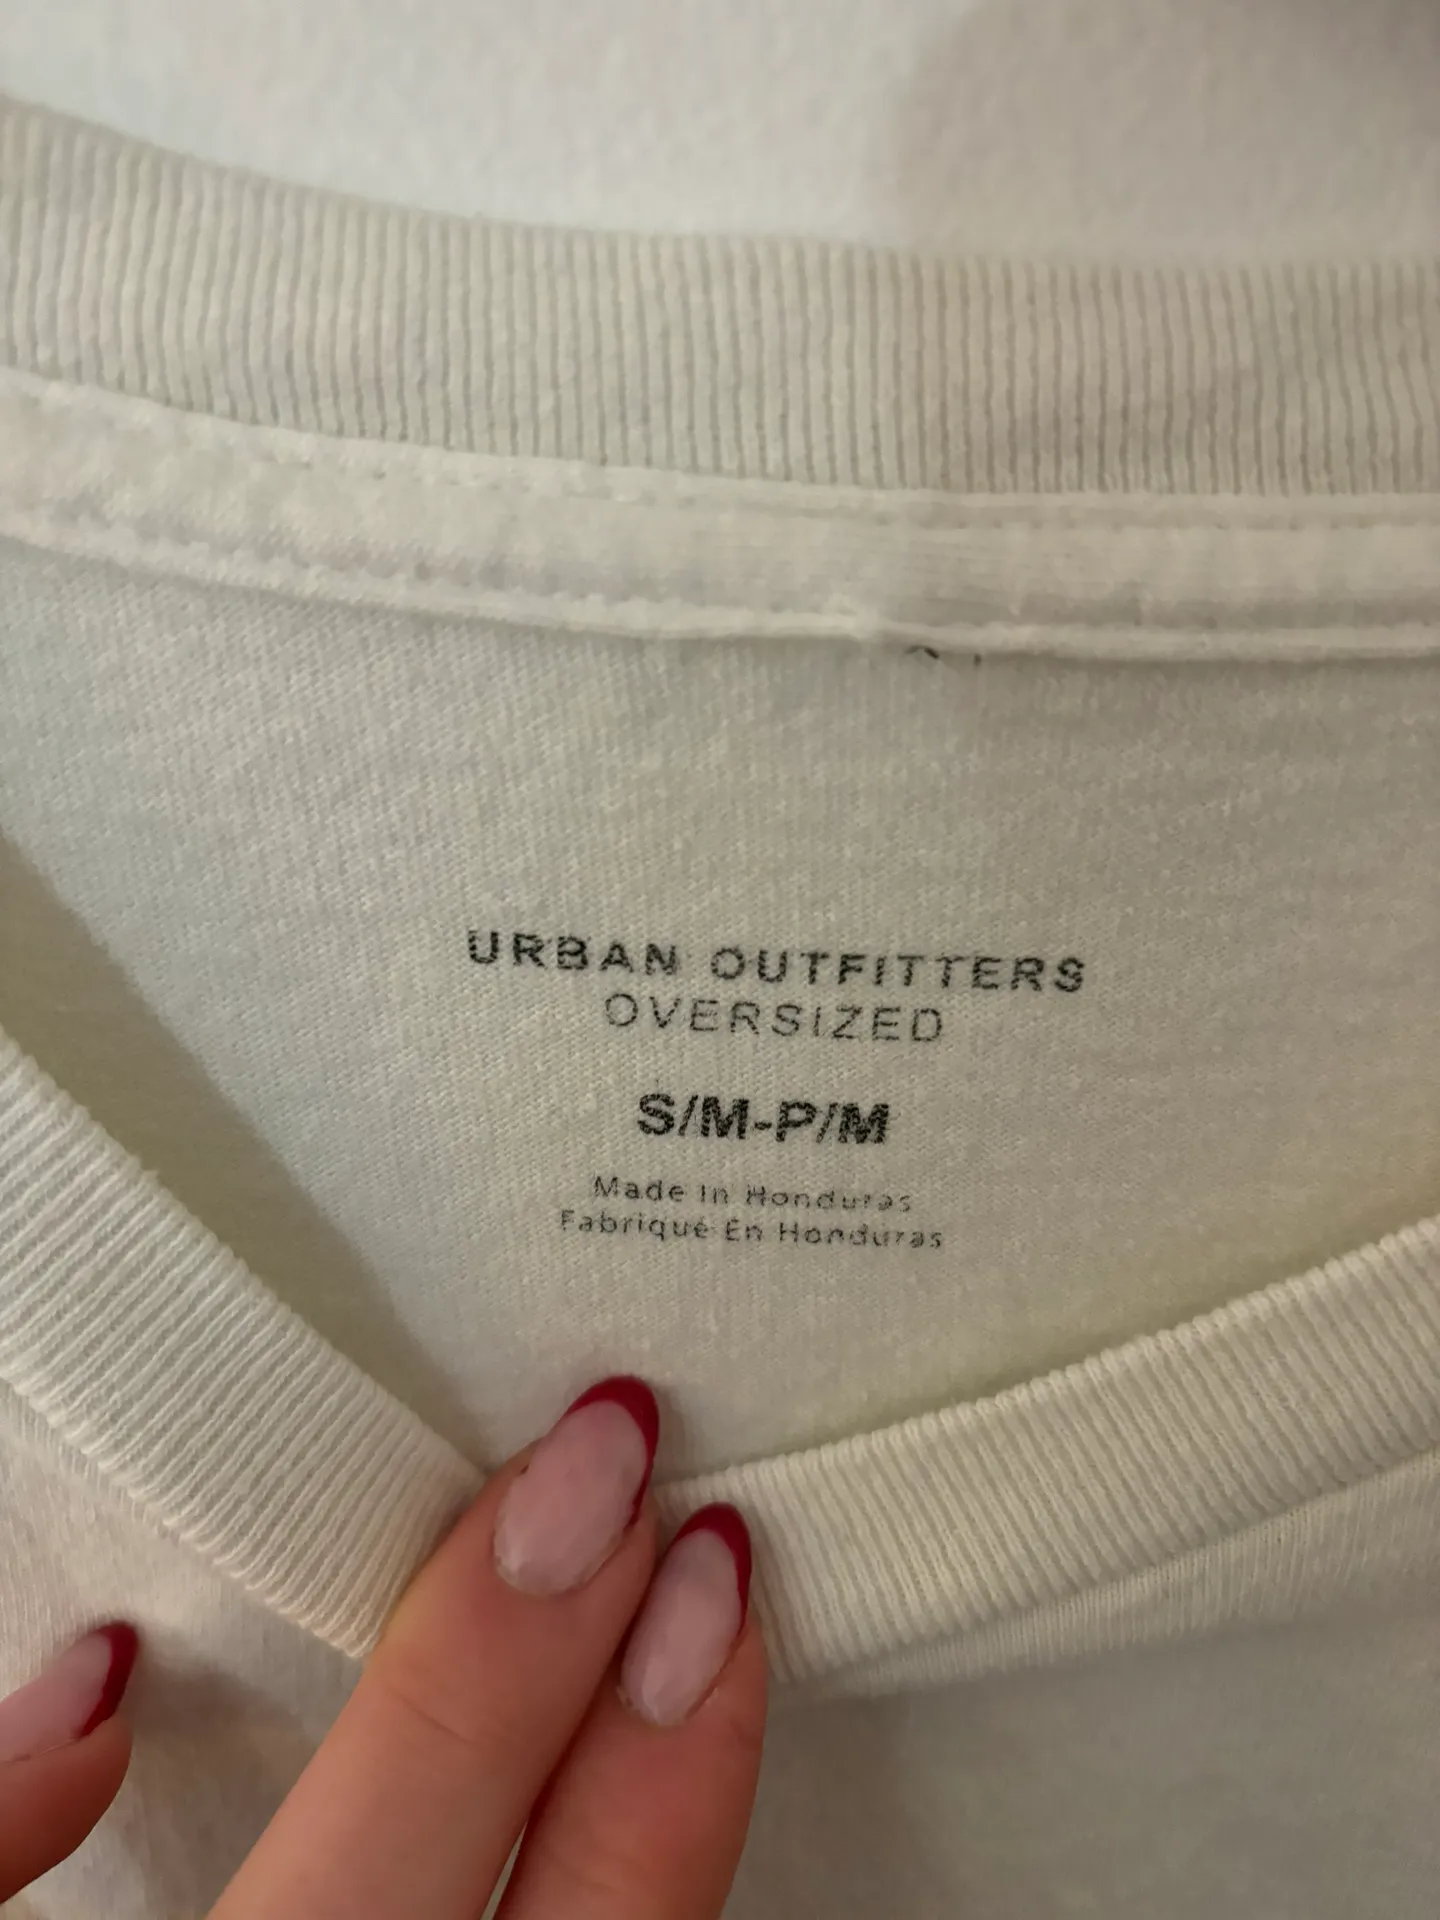 URBAN OUTFITTERS
OVERSIZED
S/M-P/M
Made In Honduras
Fabriqué En Honduras